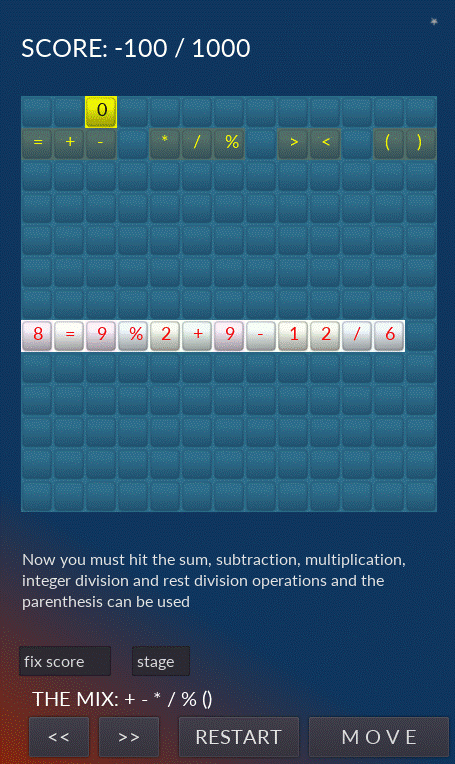 SCORE: -100 / 1000
0
= + - * / % > < ( )
8 = 9 % 2 + 9 - 1 2 / 6
Now you must hit the sum, subtraction, multiplication,
integer division and rest division operations and the
parenthesis can be used
fix score stage
THE MIX: + - * / % ()
<< >> RESTART M O V E